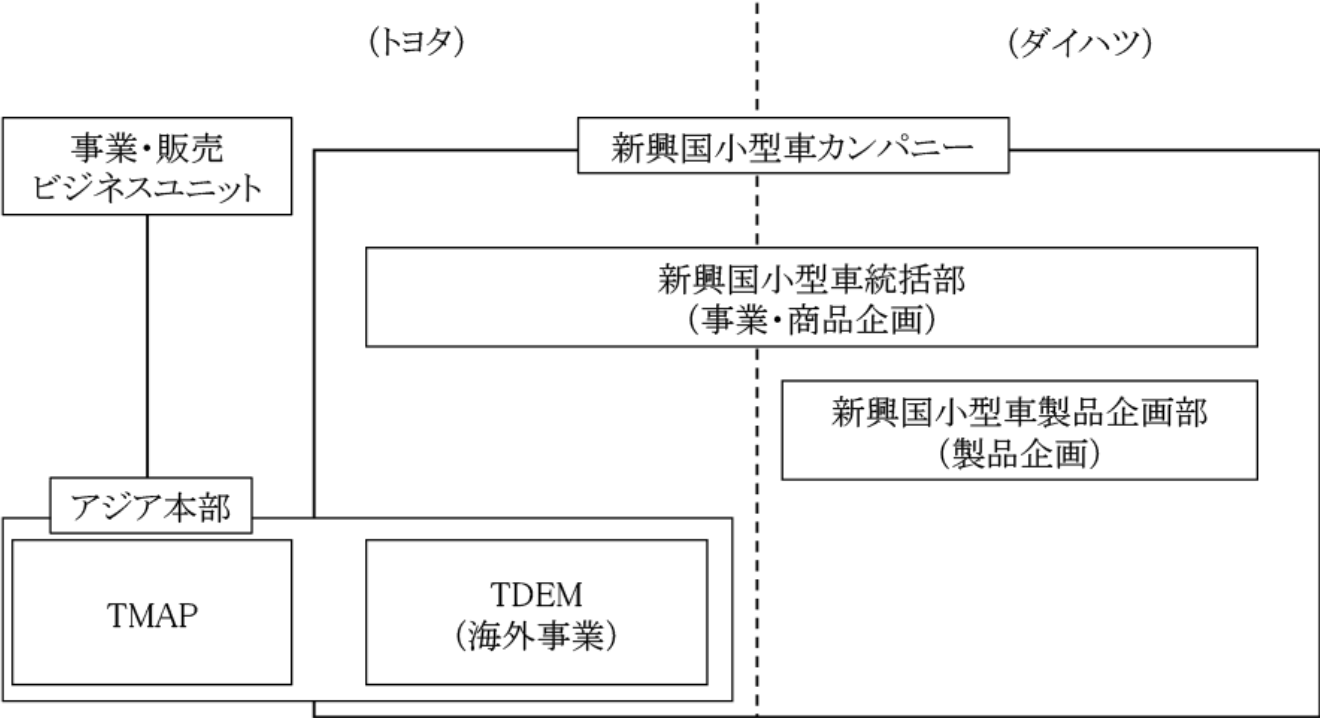 (トヨタ)
(ダイハツ)
事業・販売
ビジネスユニット
新興国小型車カンパニー
新興国小型車統括部
(事業・商品企画)
新興国小型車製品企画部
(製品企画)
アジア本部
TMAP
TDEM
(海外事業)